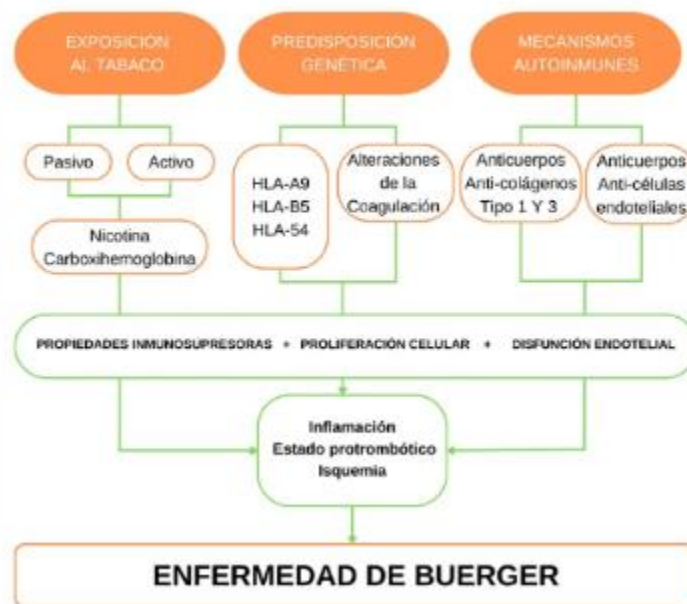 EXPOSICION
AL TABACO
PREDISPOSICIÓN
GENÉTICA
MECANISMOS
AUTOINMUNES
Pasivo
Activo
Nicotina
Carboxihemoglobina
HLA-A9
HLA-B5
HLA-54
Alteraciones
de la
Coagulación
Anticuerpos
Anti-colágenos
Tipo 1 Y 3
Anticuerpos
Anti-células
endoteliales
PROPIEDADES INMUNOSUPRESORAS + PROLIFERACIÓN CELULAR + DISFUNCIÓN ENDOTELIAL
Inflamación
Estado protrombótico
Isquemia
ENFERMEDAD DE BUERGER